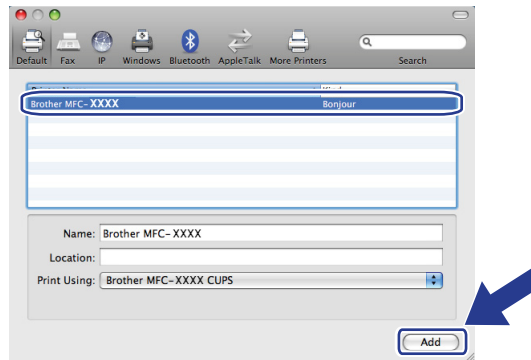 Default Fax IP Windows Bluetooth AppleTalk More Printers Search
Brother MFC-XXXX Bonjour
Name: Brother MFC-XXXX
Location:
Print Using: Brother MFC-XXXX CUPS
Add